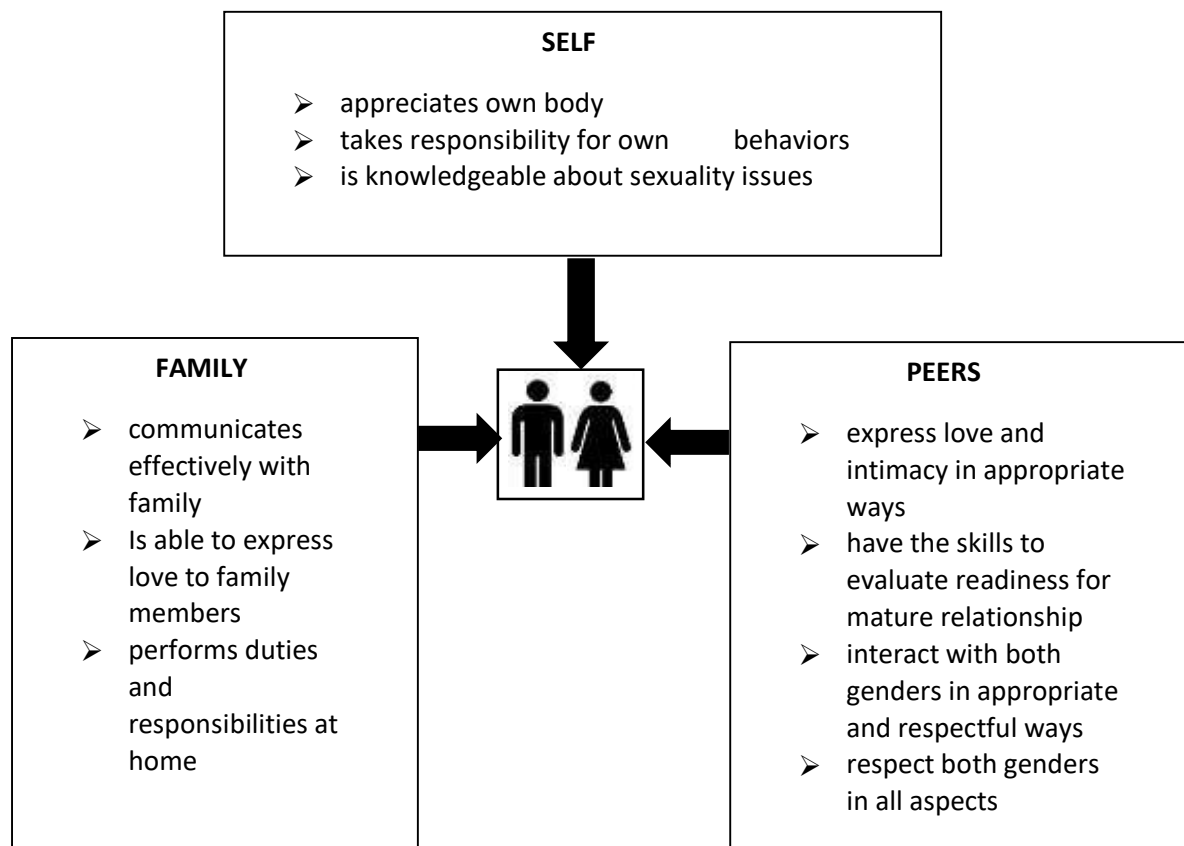 SELF
➢ appreciates own body
➢ takes responsibility for own behaviors
➢ is knowledgeable about sexuality issues
FAMILY
➢ communicates
effectively with
family
➢ Is able to express
love to family
members
➢ performs duties
and
responsibilities at
home
PEERS
➢ express love and
intimacy in appropriate
ways
➢ have the skills to
evaluate readiness for
mature relationship
➢ interact with both
genders in appropriate
and respectful ways
➢ respect both genders
in all aspects